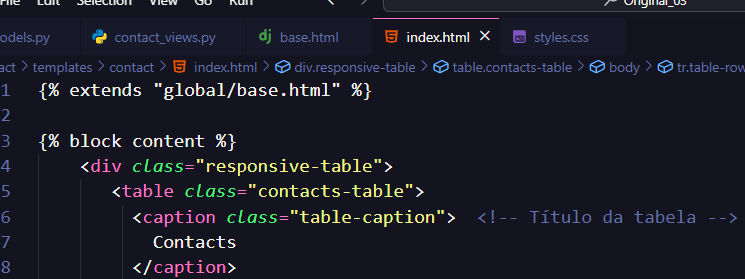 File Edit Selection View Go Run Original_03
odels.py contact_views.py dj base.html index.html styles.css
act > templates > contact > index.html > div.responsive-table > table.contacts-table > body > tr.table-row
1 {% extends "global/base.html" %}
2
3 {% block content %}
4 <div class="responsive-table">
5 <table class="contacts-table">
6 <caption class="table-caption"> <!-- Título da tabela -->
7 Contacts
8 </caption>